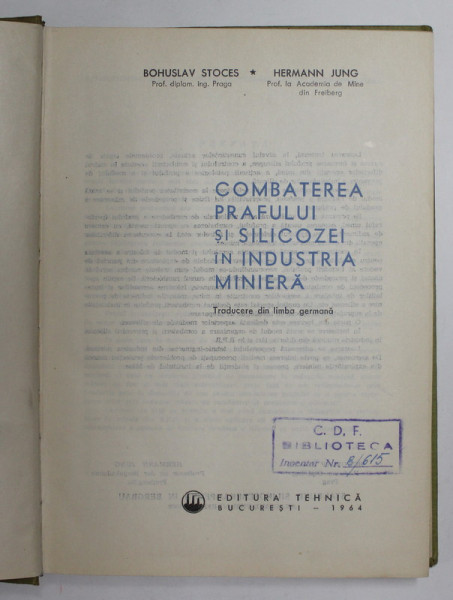 BOHUSLAV STOCES ★ HERMANN JUNG
Prof. diplom. Ing. Praga Prof. la Academia de Mine
din Freiberg
COMBATEREA
PRAFULUI
ȘI SILICOZEI
IN INDUSTRIA
MINIERĂ
Traducere din limba germană
C. D. F.
BIBLIOTECA
Inventar Nr. 8/615
EDITURA TEHNICĂ
BUCUREȘTI — 1964